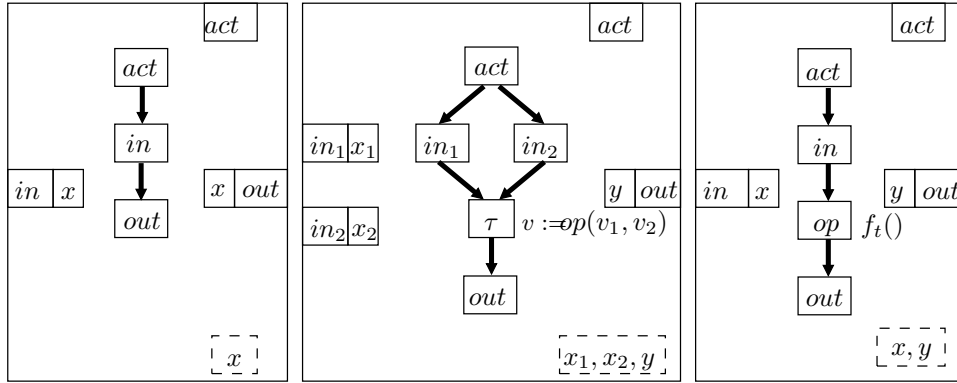 act
act
in
in x
x out
out
x
act
act
in₁ x₁
in₁
in₂
y out
in₂ x₂
τ
v := op(v₁, v₂)
out
x₁, x₂, y
act
act
in
in x
y out
op
fₜ()
out
x, y